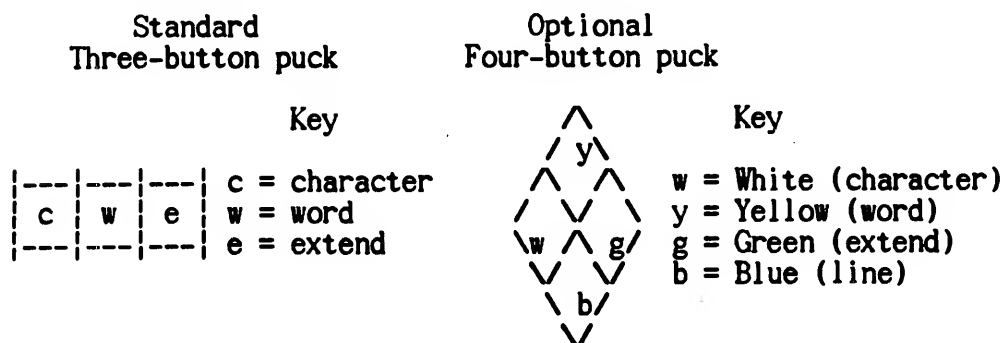 Standard
Three-button puck
Key
c w e
c = character
w = word
e = extend
Optional
Four-button puck
Key
y
w g
b
w = White (character)
y = Yellow (word)
g = Green (extend)
b = Blue (line)